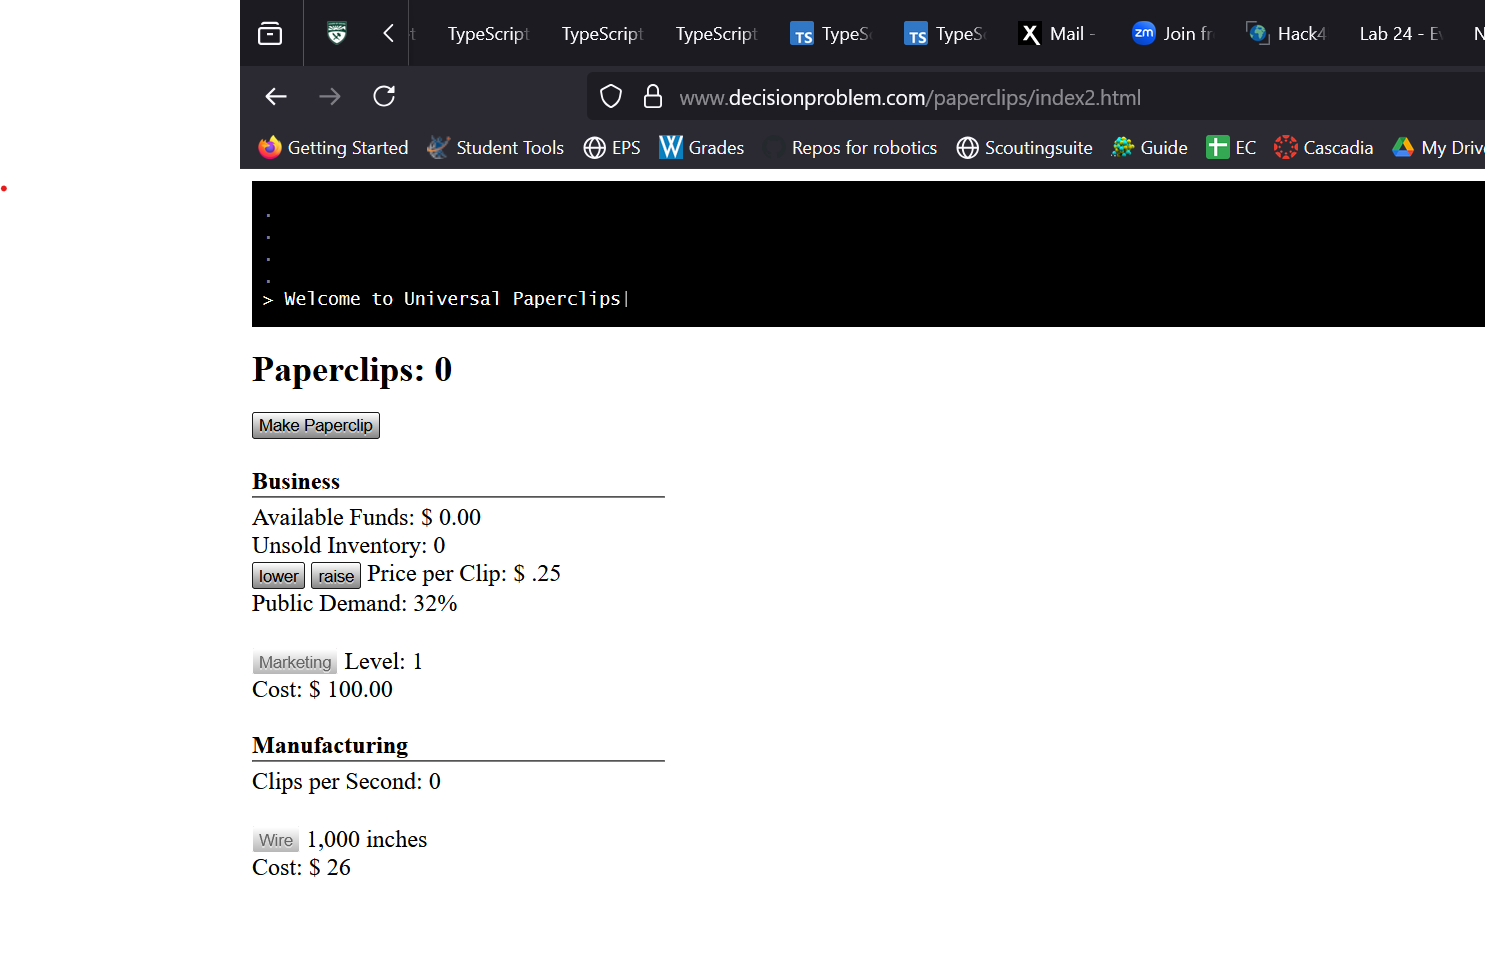 TypeScript TypeScript TypeScript TS TypeS TS TypeS X Mail - zm Join fr Hack4 Lab 24 - E N
www.decisionproblem.com/paperclips/index2.html
Getting Started Student Tools EPS W Grades Repos for robotics Scoutingsuite Guide EC Cascadia My Drive
.
.
.
.
> Welcome to Universal Paperclips|
Paperclips: 0
Make Paperclip
Business
Available Funds: $ 0.00
Unsold Inventory: 0
lower raise Price per Clip: $ .25
Public Demand: 32%
Marketing Level: 1
Cost: $ 100.00
Manufacturing
Clips per Second: 0
Wire 1,000 inches
Cost: $ 26